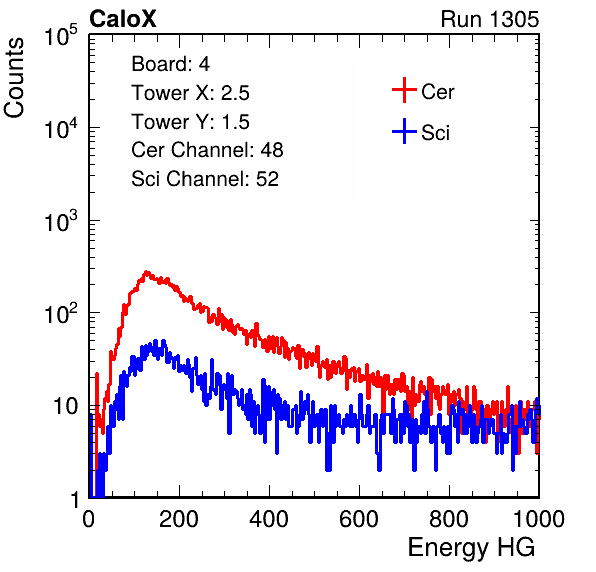 CaloX Run 1305
Counts
10^5
10^4
10^3
10^2
10
1
Board: 4
Tower X: 2.5
Tower Y: 1.5
Cer Channel: 48
Sci Channel: 52
Cer
Sci
0 200 400 600 800 1000
Energy HG